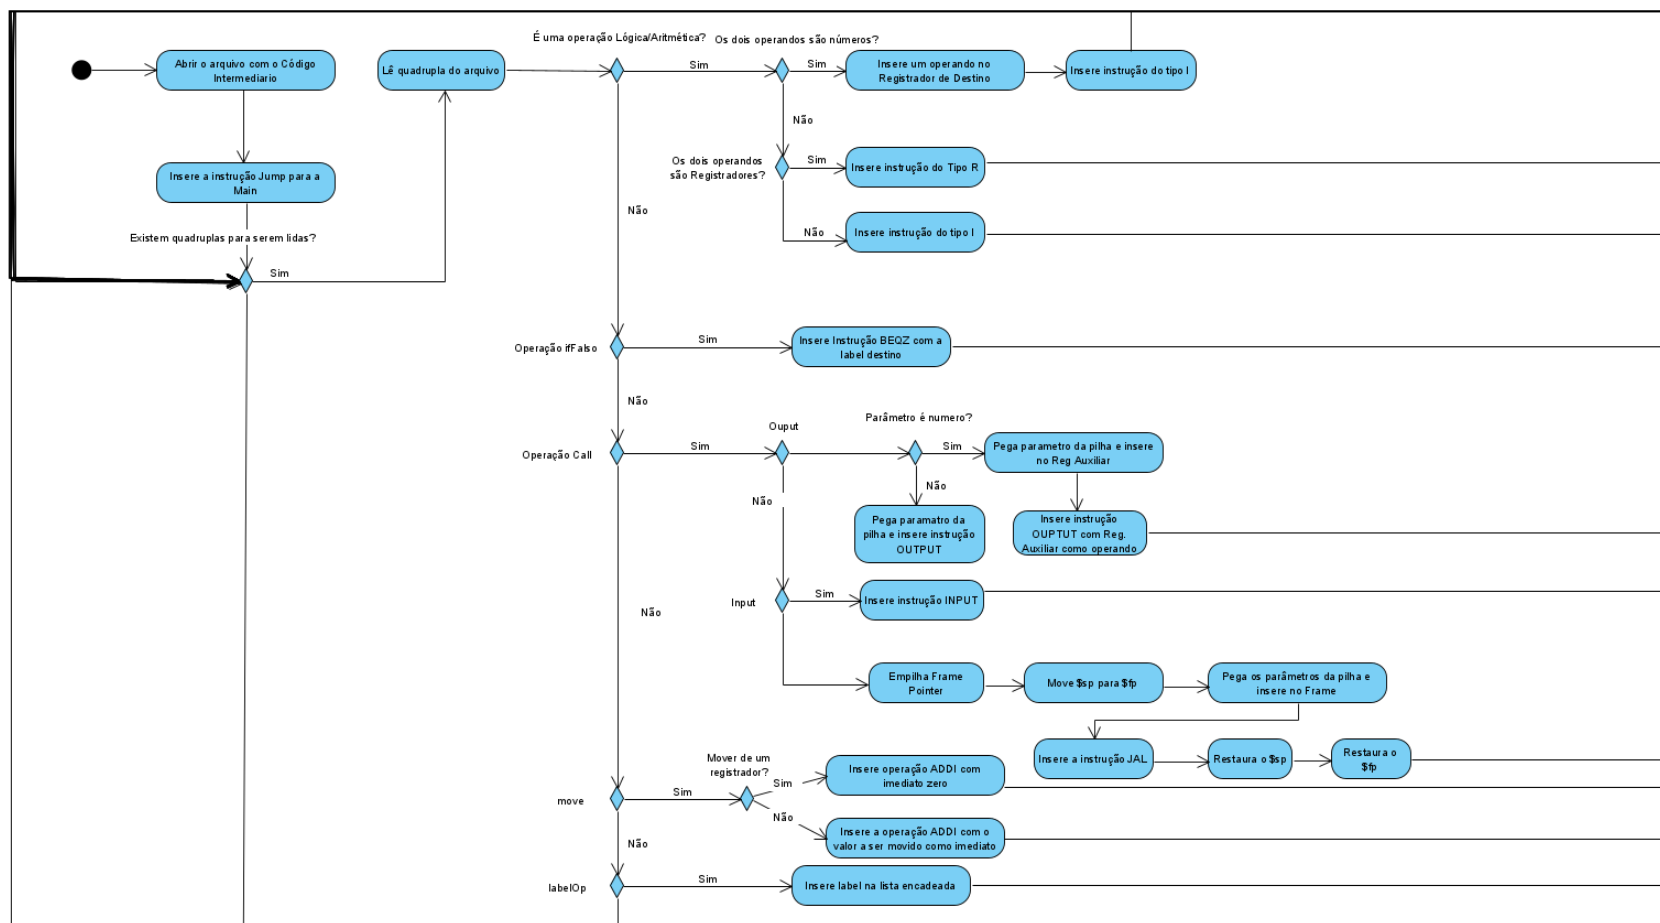 É uma operação Lógica/Aritmética?
Os dois operandos são números?
Abrir o arquivo com o Código
Intermediario
Lê quadrupla do arquivo
Sim
Sim
Insere um operando no
Registrador de Destino
Insere instrução do tipo I
Não
Os dois operandos
são Registradores?
Sim
Insere instrução do Tipo R
Insere a instrução Jump para a
Main
Não
Não
Insere instrução do tipo I
Existem quadruplas para serem lidas?
Sim
Operação ifFalso
Sim
Insere Instrução BEQZ com a
label destino
Não
Ouput
Parâmetro é numero?
Operação Call
Sim
Sim
Pega parametro da pilha e insere
no Reg Auxiliar
Não
Não
Pega paramatro da
pilha e insere instrução
OUTPUT
Insere instrução
OUPTUT com Reg.
Auxiliar como operando
Input
Sim
Insere instrução INPUT
Não
Empilha Frame
Pointer
Move $sp para $fp
Pega os parâmetros da pilha e
insere no Frame
Insere a instrução JAL
Restaura o $sp
Restaura o
$fp
Mover de um
registrador?
Sim
Insere operação ADDI com
imediato zero
move
Sim
Não
Insere a operação ADDI com o
valor a ser movido como imediato
Não
labelOp
Sim
Insere label na lista encadeada